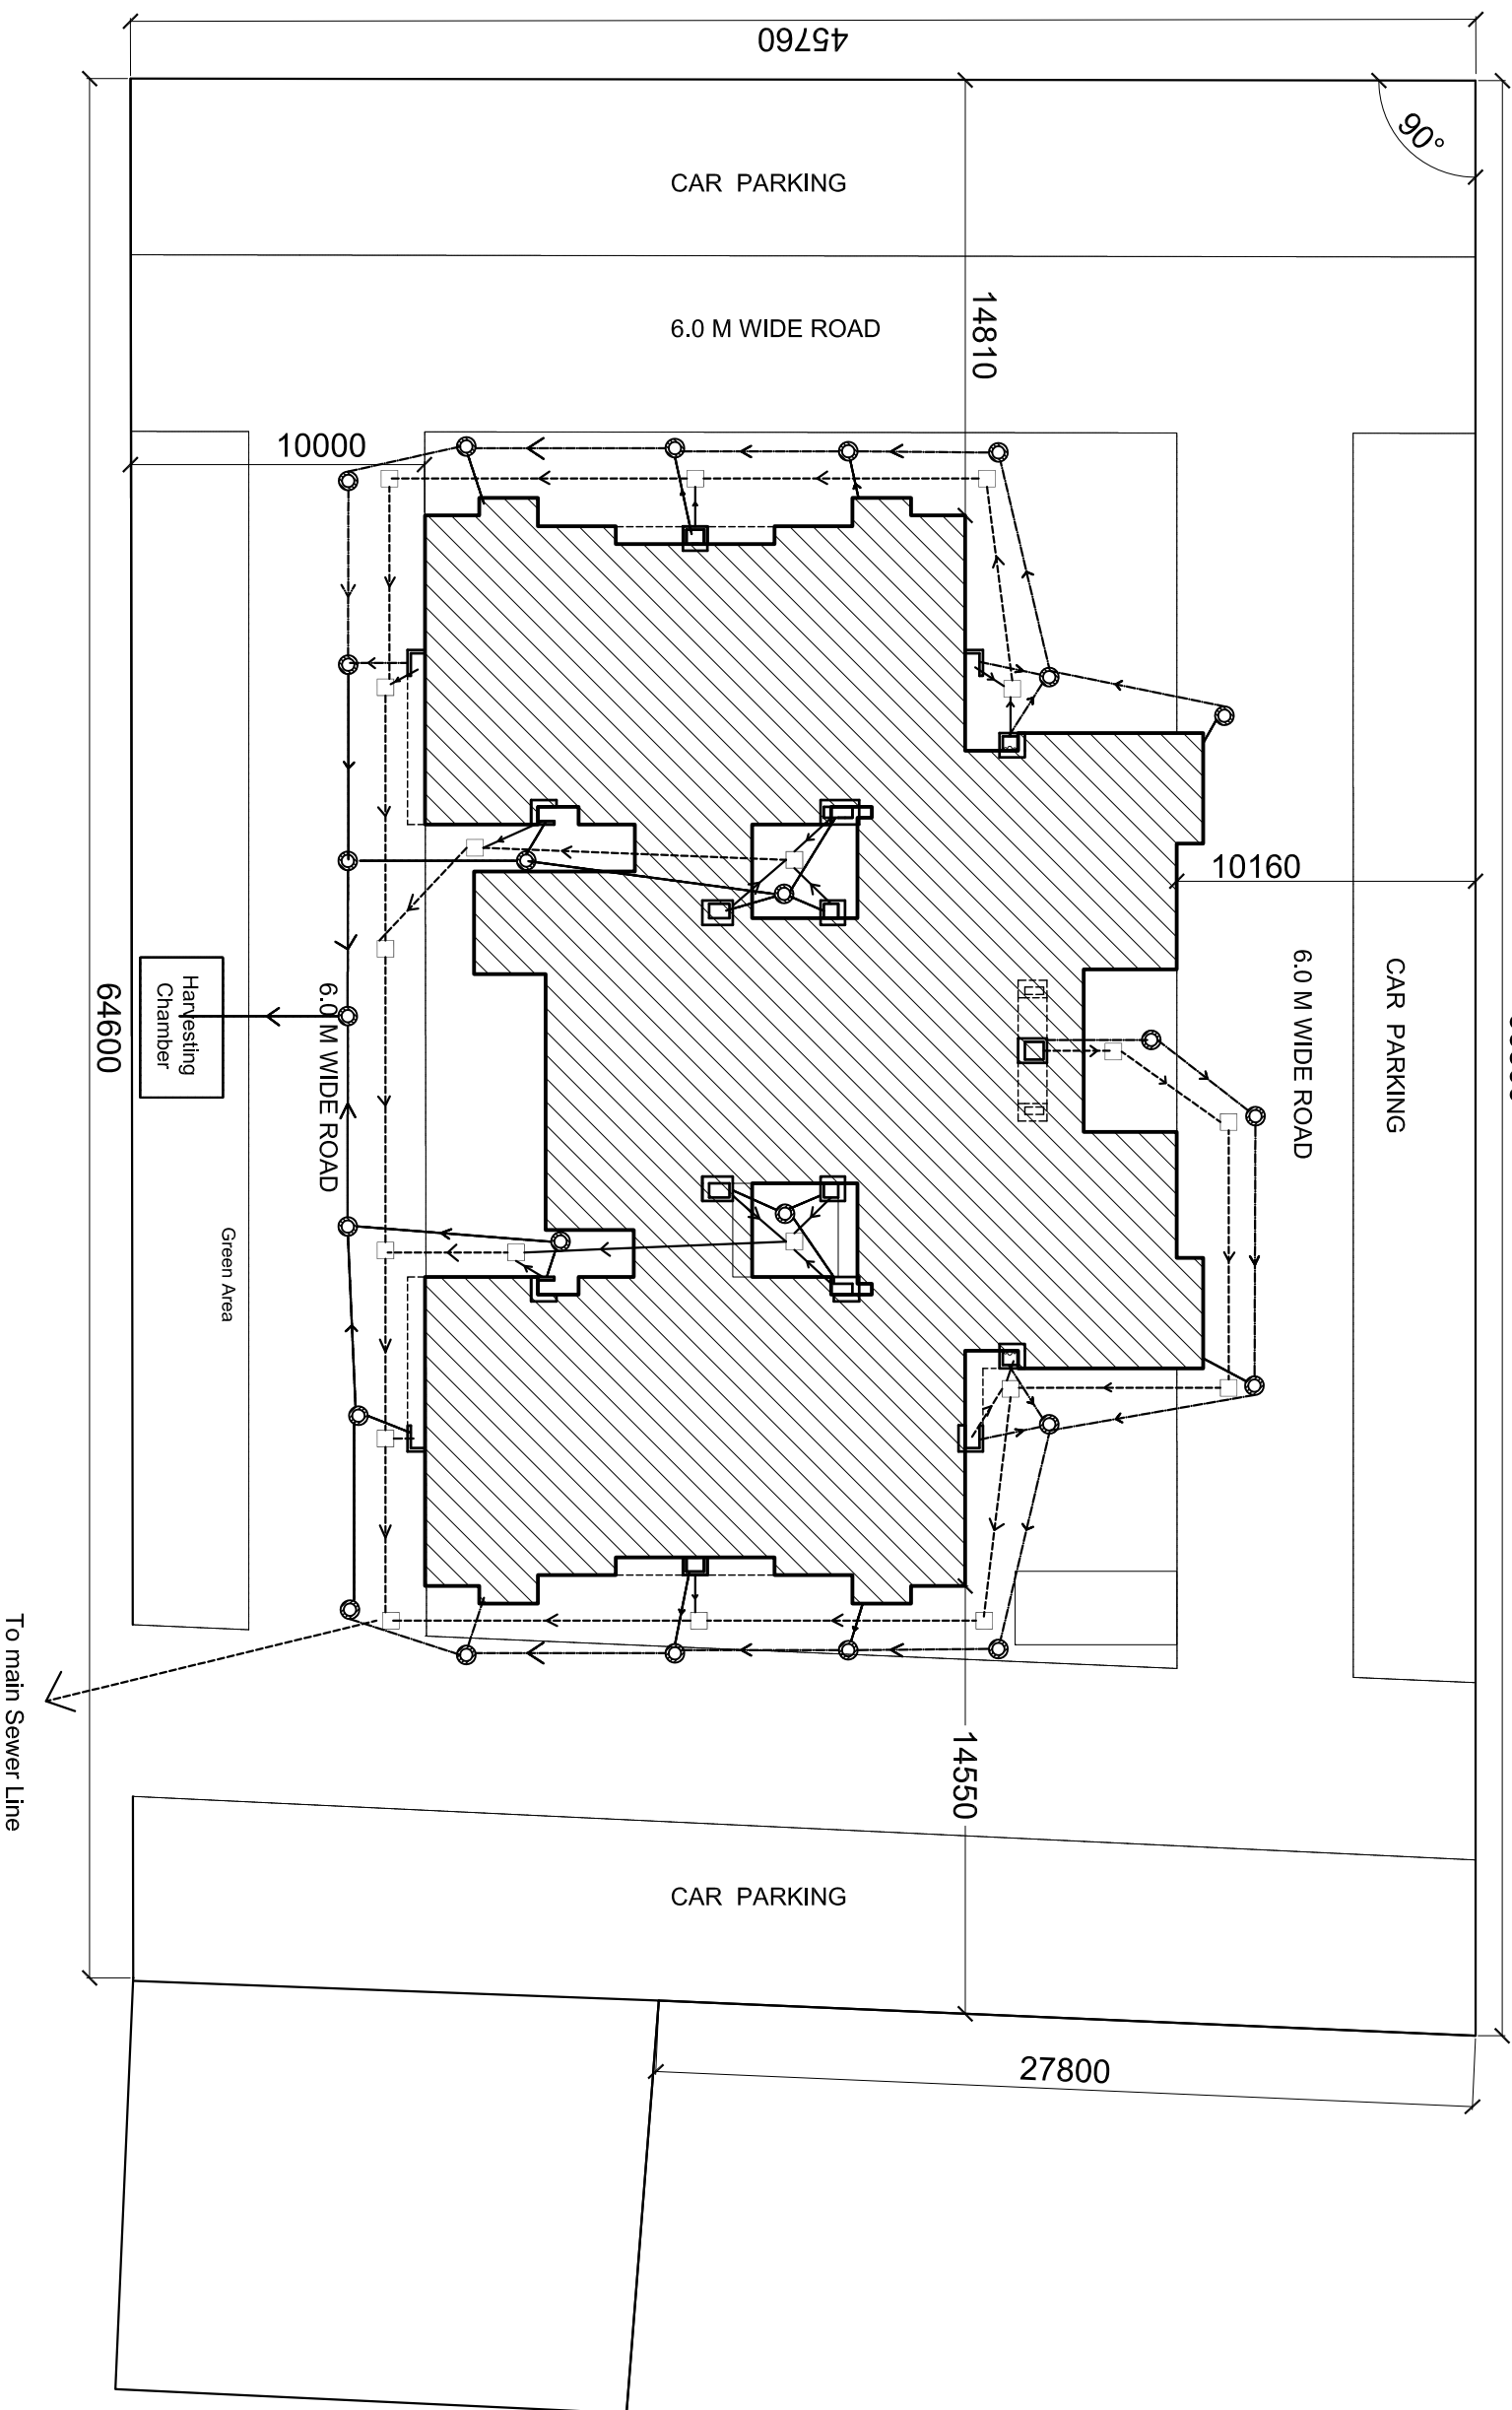 45760
90°
CAR PARKING
14810
6.0 M WIDE ROAD
10000
10160
6.0 M WIDE ROAD
CAR PARKING
Harvesting
Chamber
6.0 M WIDE ROAD
64600
Green Area
To main Sewer Line
14550
CAR PARKING
27800